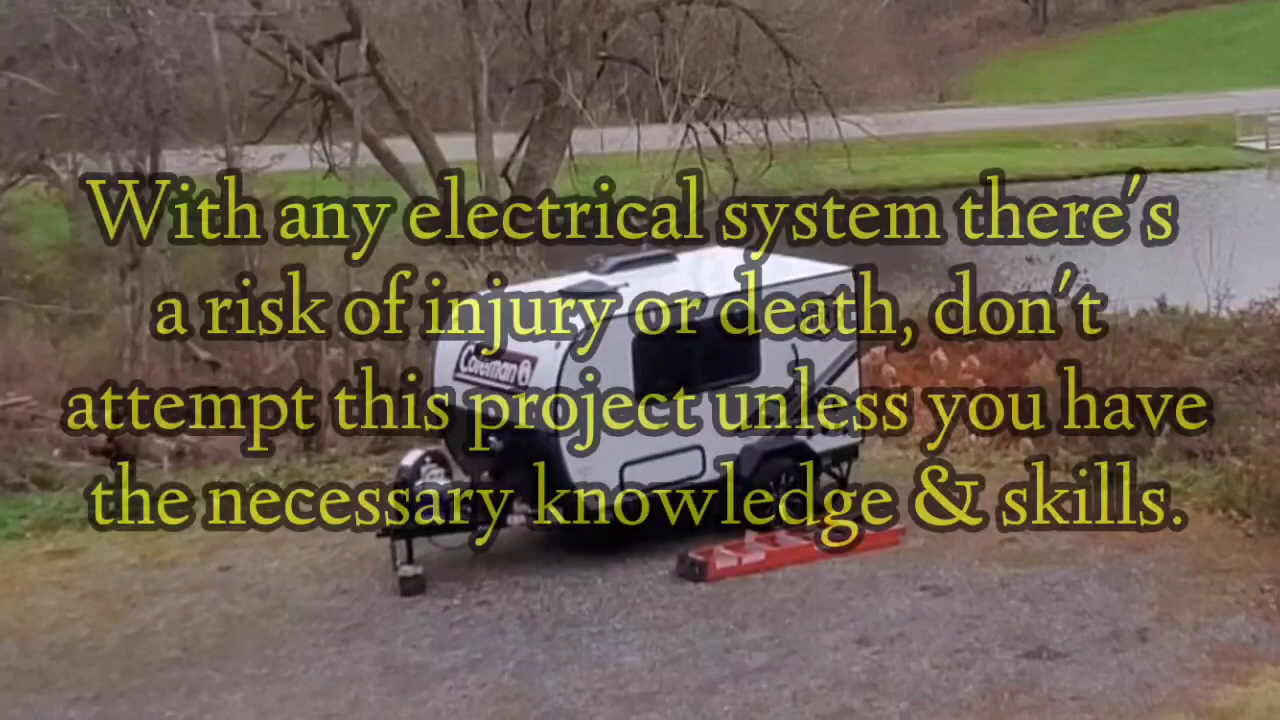 With any electrical system there's
a risk of injury or death, don't
attempt this project unless you have
the necessary knowledge & skills.
Coleman